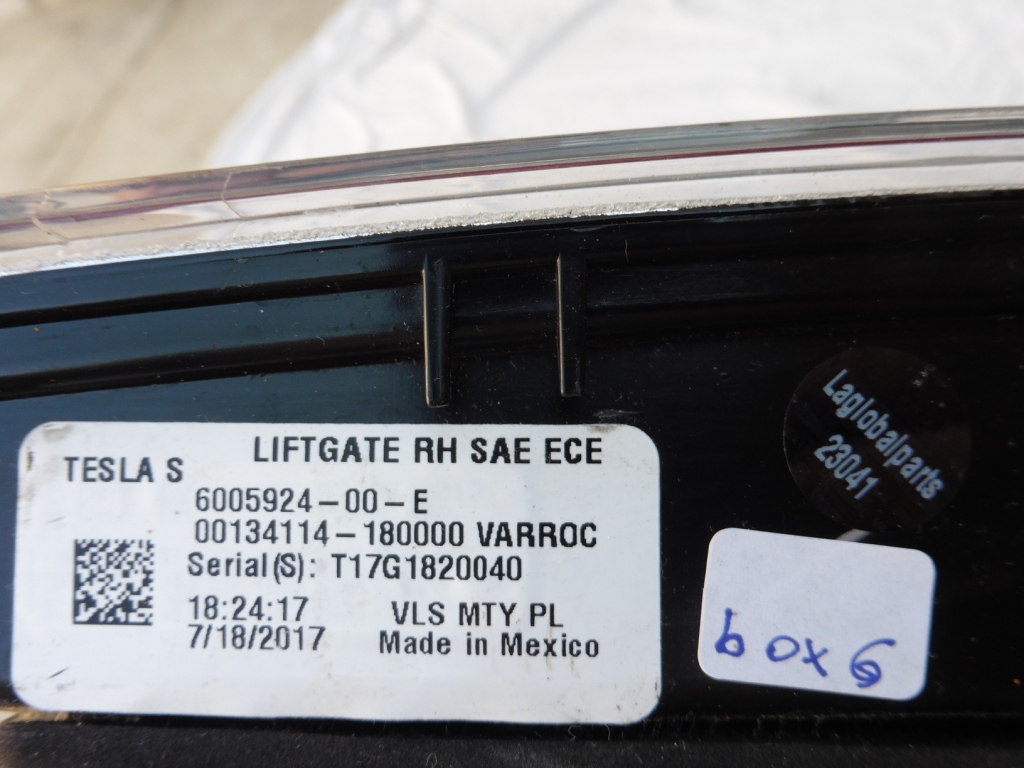 LIFTGATE RH SAE ECE
TESLA S
6005924-00-E
00134114-180000 VARROC
Serial(S): T17G1820040
18:24:17 VLS MTY PL
7/18/2017 Made in Mexico
Laglobalparts
23041
box 6